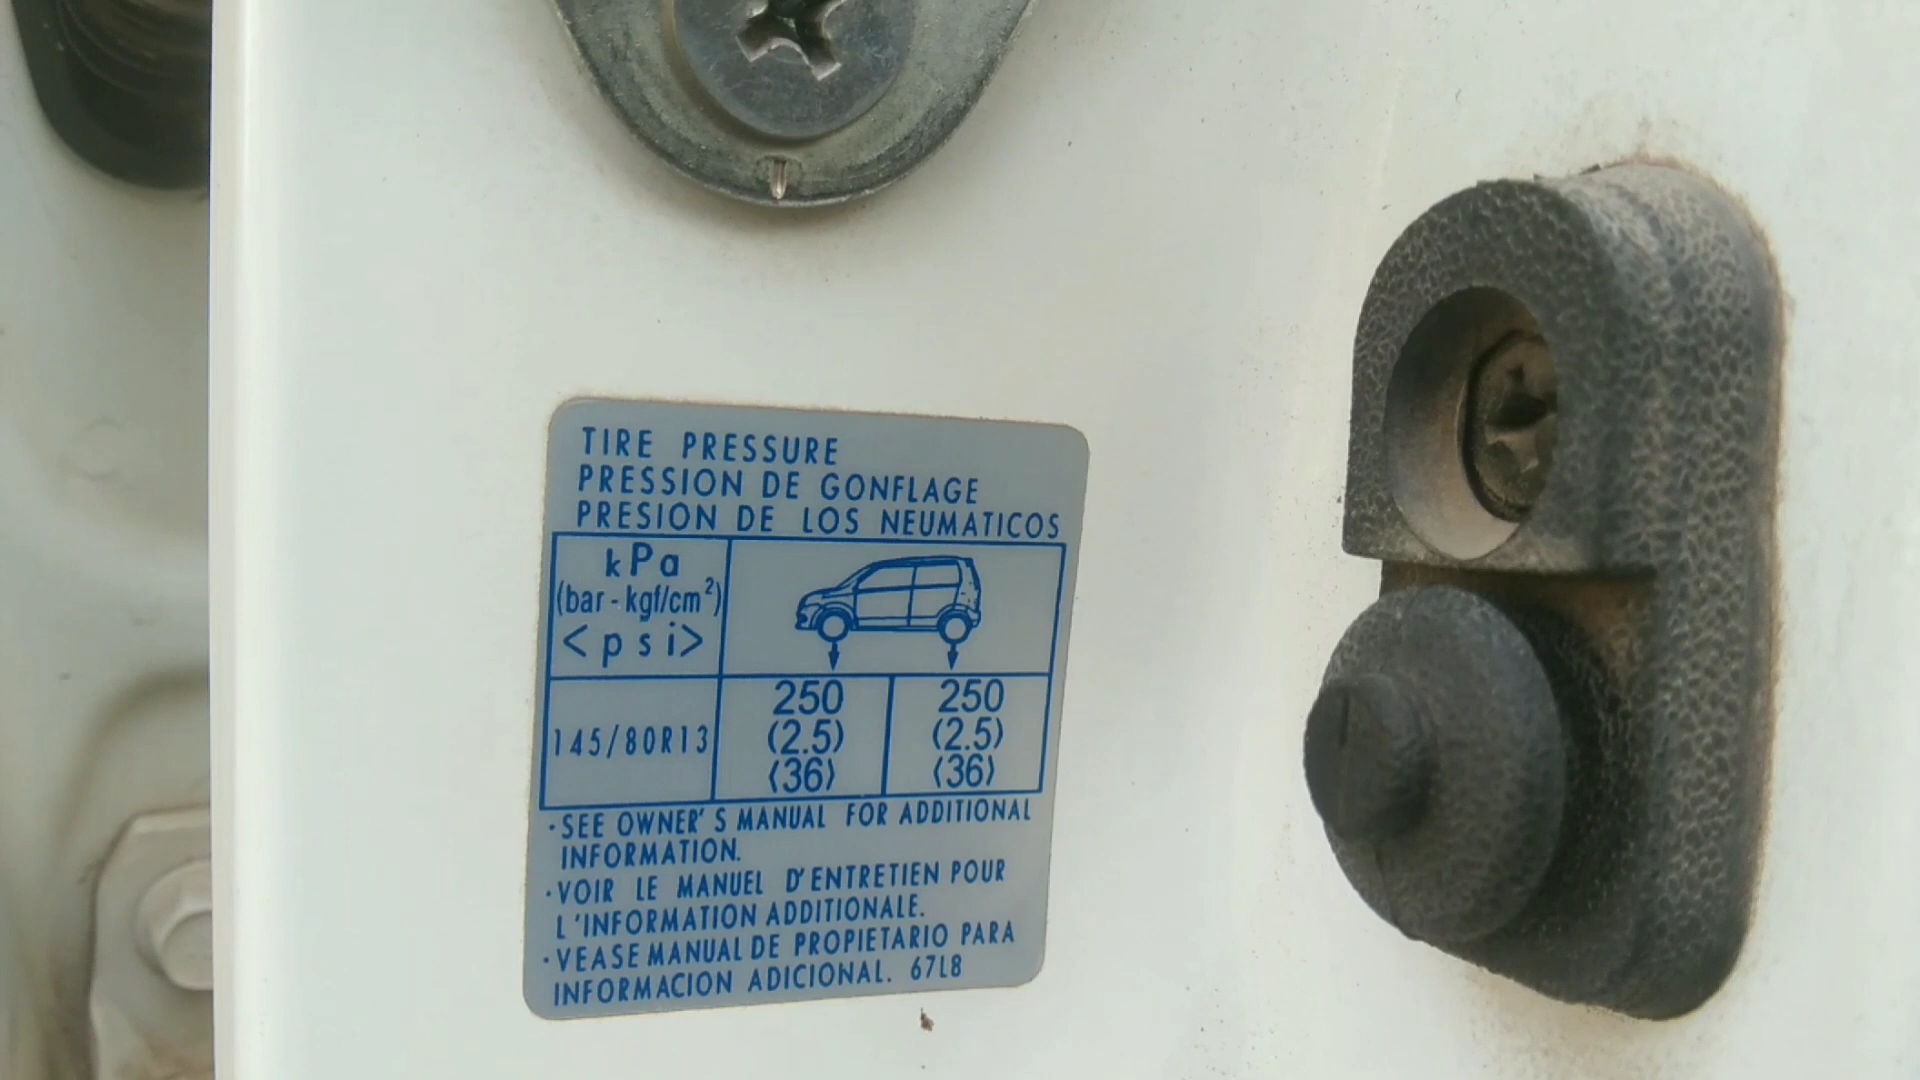 TIRE PRESSURE
PRESSION DE GONFLAGE
PRESION DE LOS NEUMATICOS
kPa
(bar-kgf/cm²)
<psi>
145/80R13
250 250
(2.5) (2.5)
⟨36⟩ ⟨36⟩
·SEE OWNER'S MANUAL FOR ADDITIONAL
INFORMATION.
·VOIR LE MANUEL D'ENTRETIEN POUR
L'INFORMATION ADDITIONALE.
·VEASE MANUAL DE PROPIETARIO PARA
INFORMACION ADICIONAL. 67L8